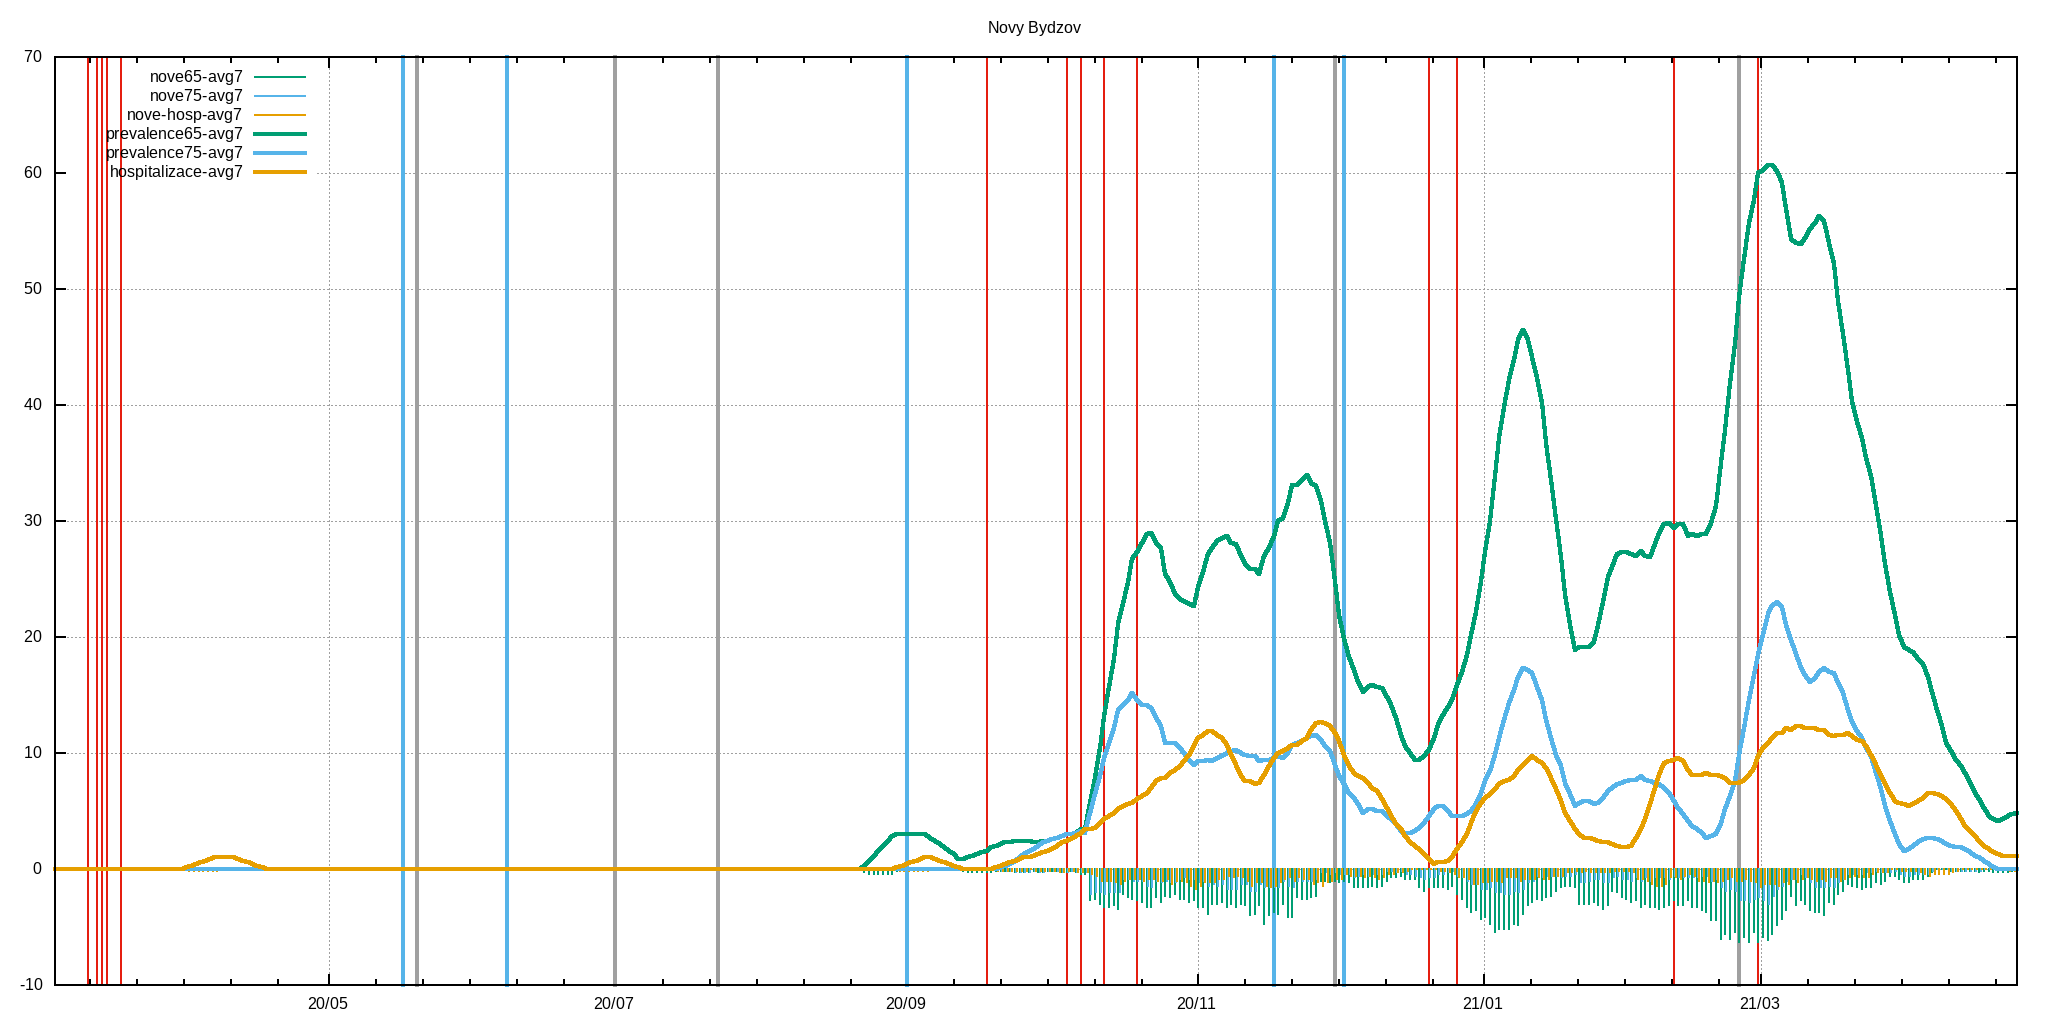 Novy Bydzov
70
nove65-avg7
nove75-avg7
nove-hosp-avg7
prevalence65-avg7
prevalence75-avg7
hospitalizace-avg7
60
50
40
30
20
10
0
-10
20/05 20/07 20/09 20/11 21/01 21/03